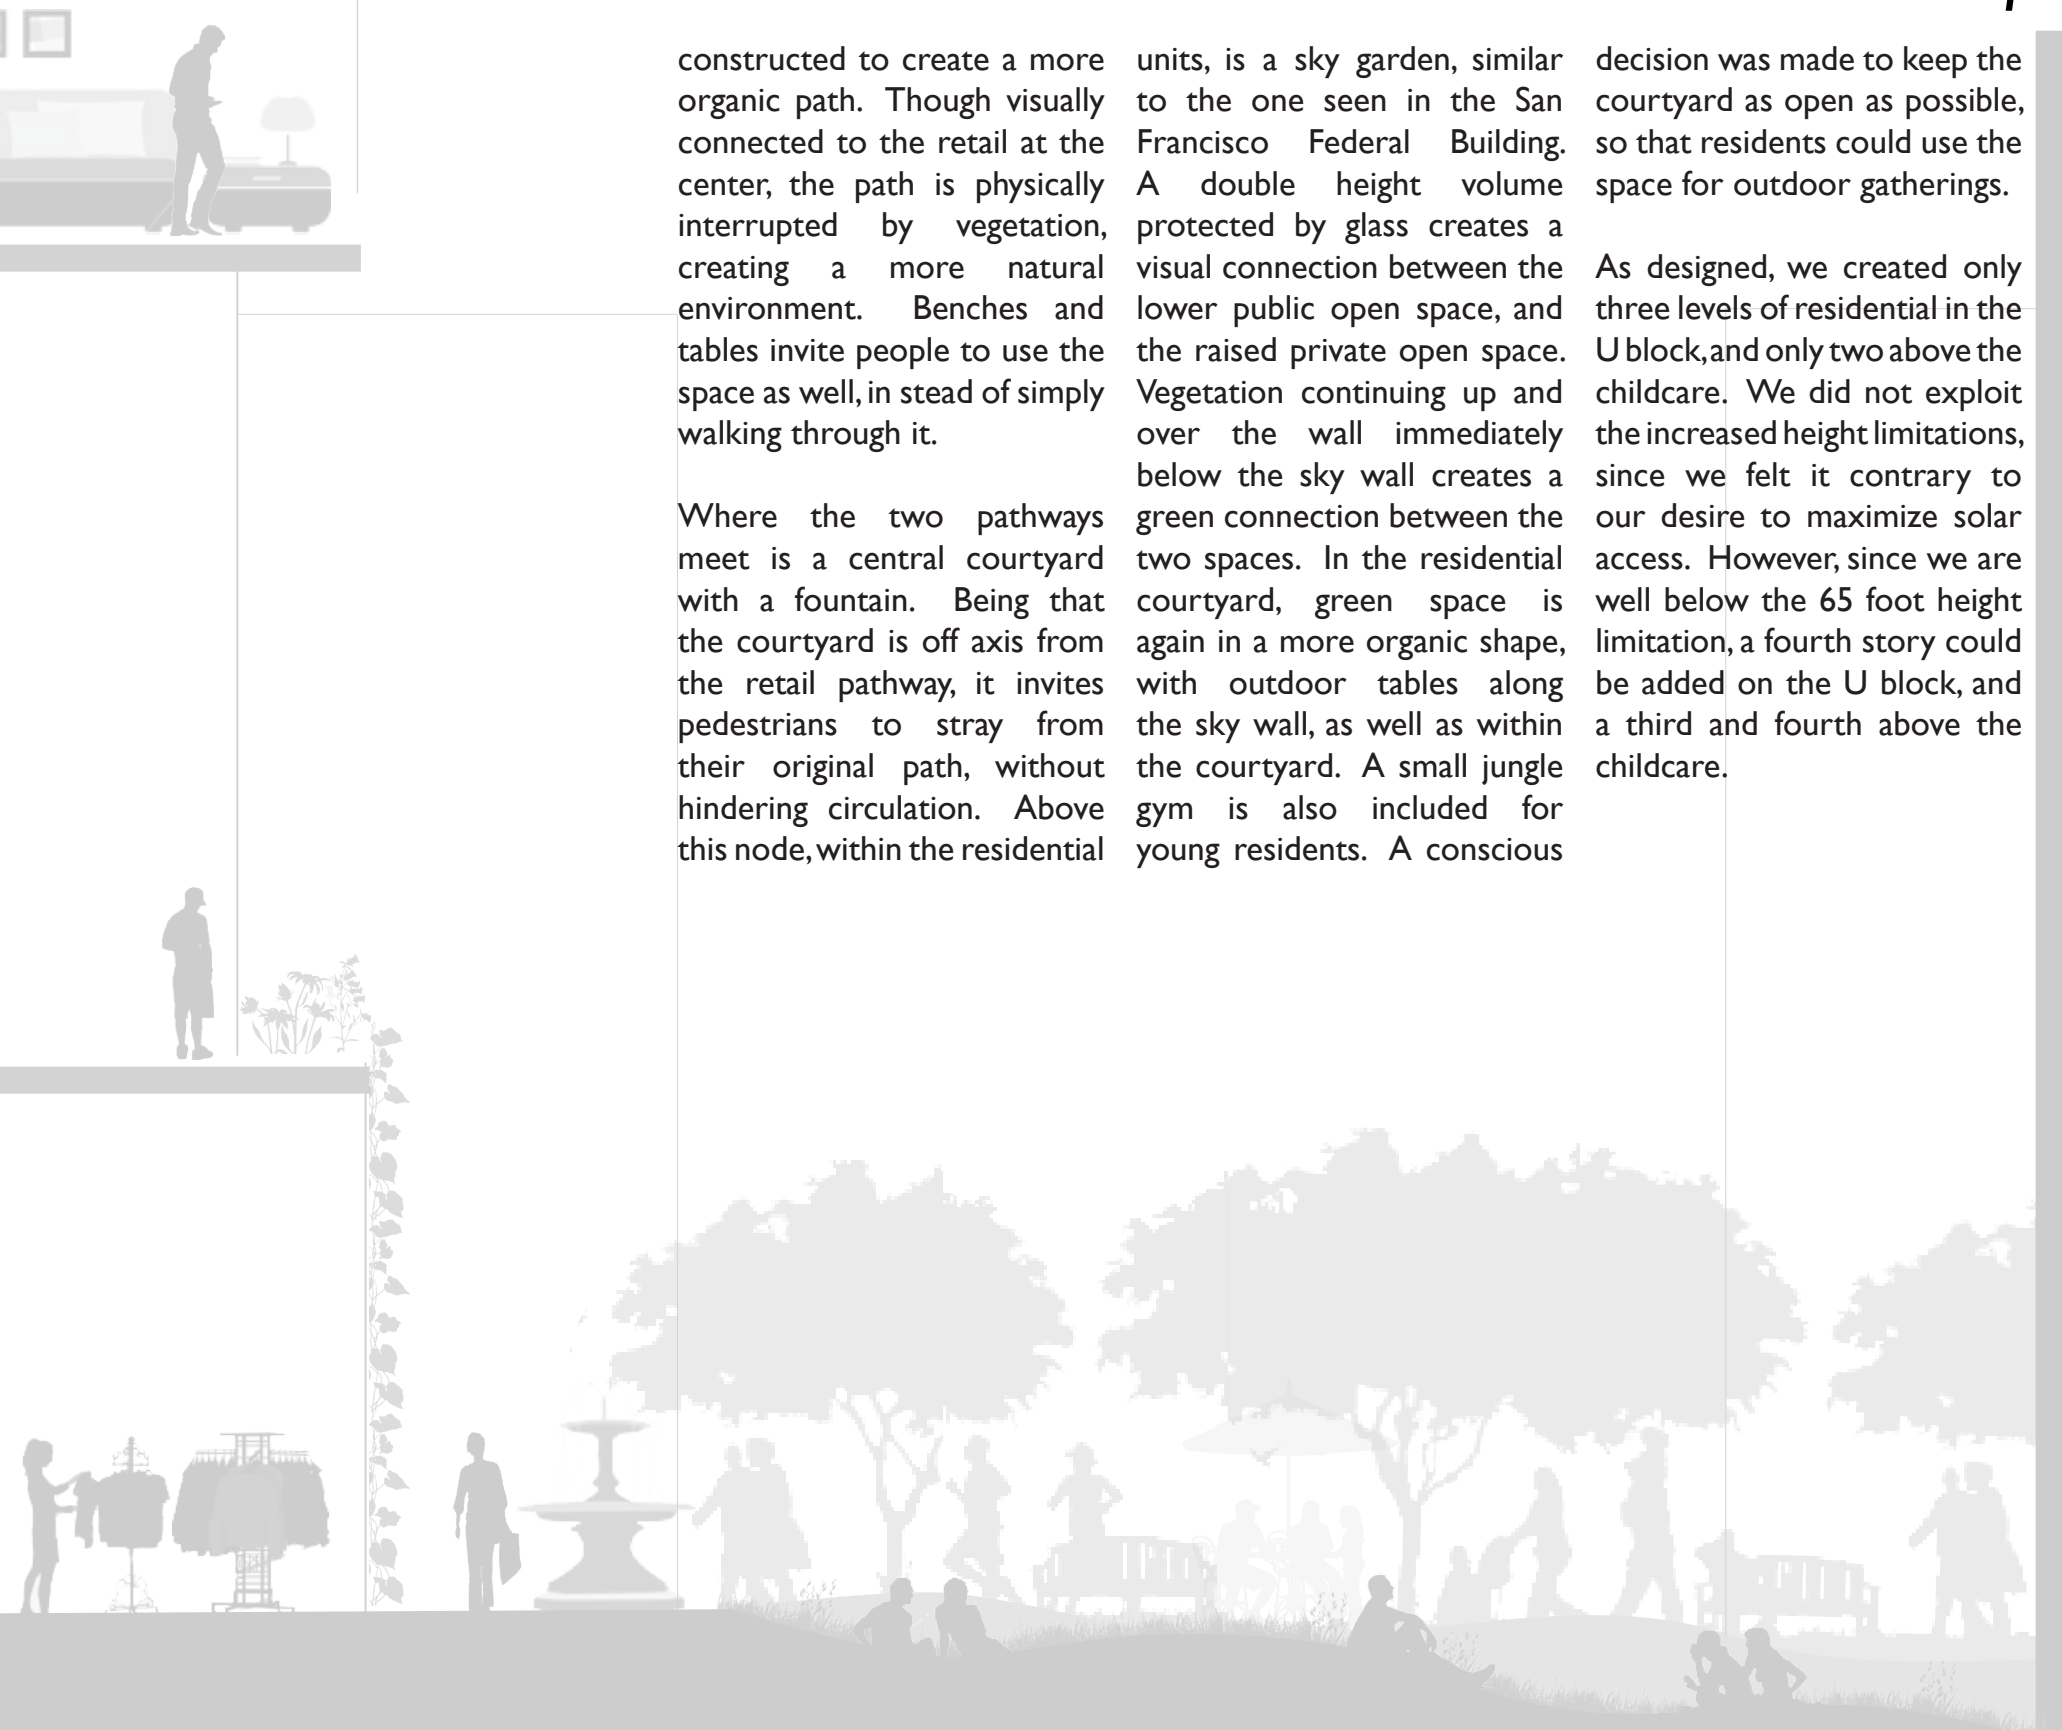 constructed to create a more
organic path. Though visually
connected to the retail at the
center, the path is physically
interrupted by vegetation,
creating a more natural
environment. Benches and
tables invite people to use the
space as well, in stead of simply
walking through it.
Where the two pathways
meet is a central courtyard
with a fountain. Being that
the courtyard is off axis from
the retail pathway, it invites
pedestrians to stray from
their original path, without
hindering circulation. Above
this node, within the residential
units, is a sky garden, similar
to the one seen in the San
Francisco Federal Building.
A double height volume
protected by glass creates a
visual connection between the
lower public open space, and
the raised private open space.
Vegetation continuing up and
over the wall immediately
below the sky wall creates a
green connection between the
two spaces. In the residential
courtyard, green space is
again in a more organic shape,
with outdoor tables along
the sky wall, as well as within
the courtyard. A small jungle
gym is also included for
young residents. A conscious
decision was made to keep the
courtyard as open as possible,
so that residents could use the
space for outdoor gatherings.
As designed, we created only
three levels of residential in the
U block, and only two above the
childcare. We did not exploit
the increased height limitations,
since we felt it contrary to
our desire to maximize solar
access. However, since we are
well below the 65 foot height
limitation, a fourth story could
be added on the U block, and
a third and fourth above the
childcare.